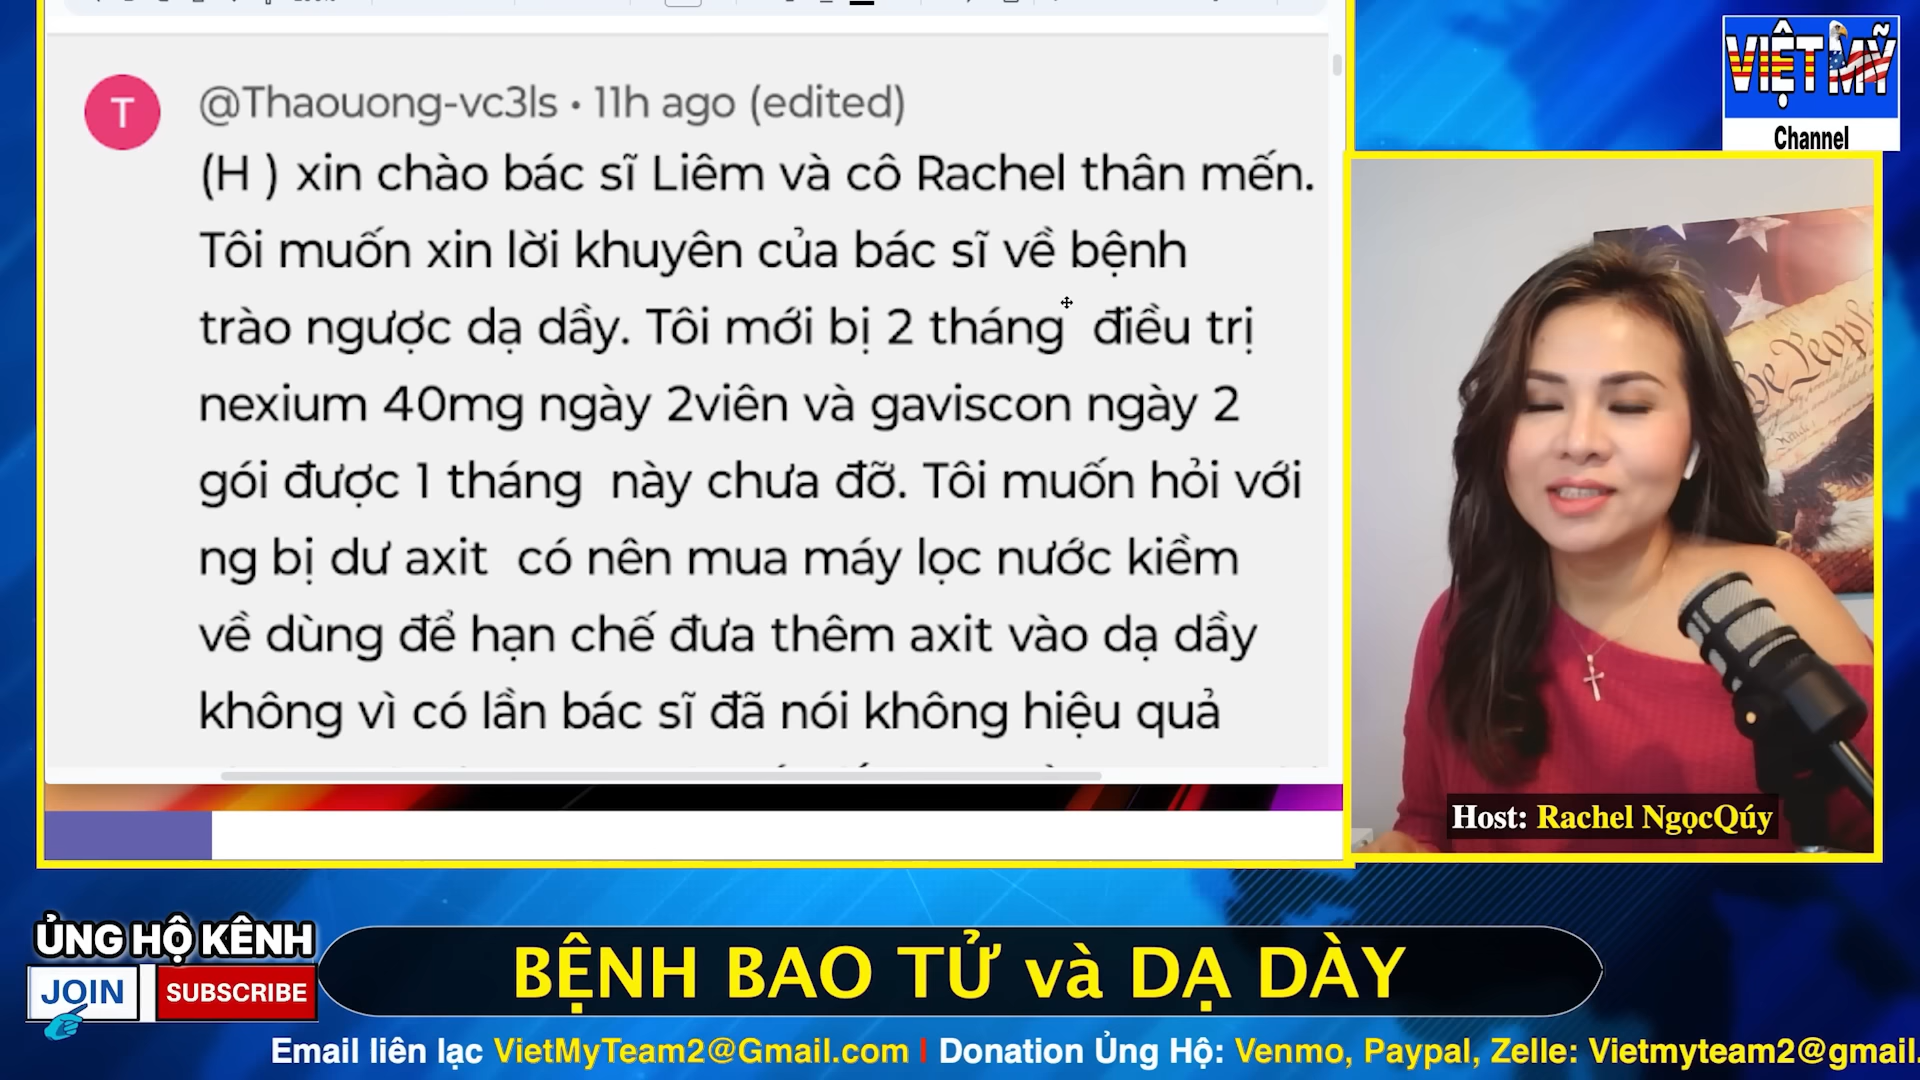 T
@Thaouong-vc3ls • 11h ago (edited)
(H ) xin chào bác sĩ Liêm và cô Rachel thân mến.
Tôi muốn xin lời khuyên của bác sĩ về bệnh
trào ngược dạ dầy. Tôi mới bị 2 tháng điều trị
nexium 40mg ngày 2viên và gaviscon ngày 2
gói được 1 tháng này chưa đỡ. Tôi muốn hỏi với
ng bị dư axit có nên mua máy lọc nước kiềm
về dùng để hạn chế đưa thêm axit vào dạ dầy
không vì có lần bác sĩ đã nói không hiệu quả
VIỆT MỸ
Channel
We People
Host: Rachel NgọcQúy
ỦNG HỘ KÊNH
JOIN
SUBSCRIBE
BỆNH BAO TỬ và DẠ DÀY
Email liên lạc VietMyTeam2@Gmail.com | Donation Ủng Hộ: Venmo, Paypal, Zelle: Vietmyteam2@gmail.